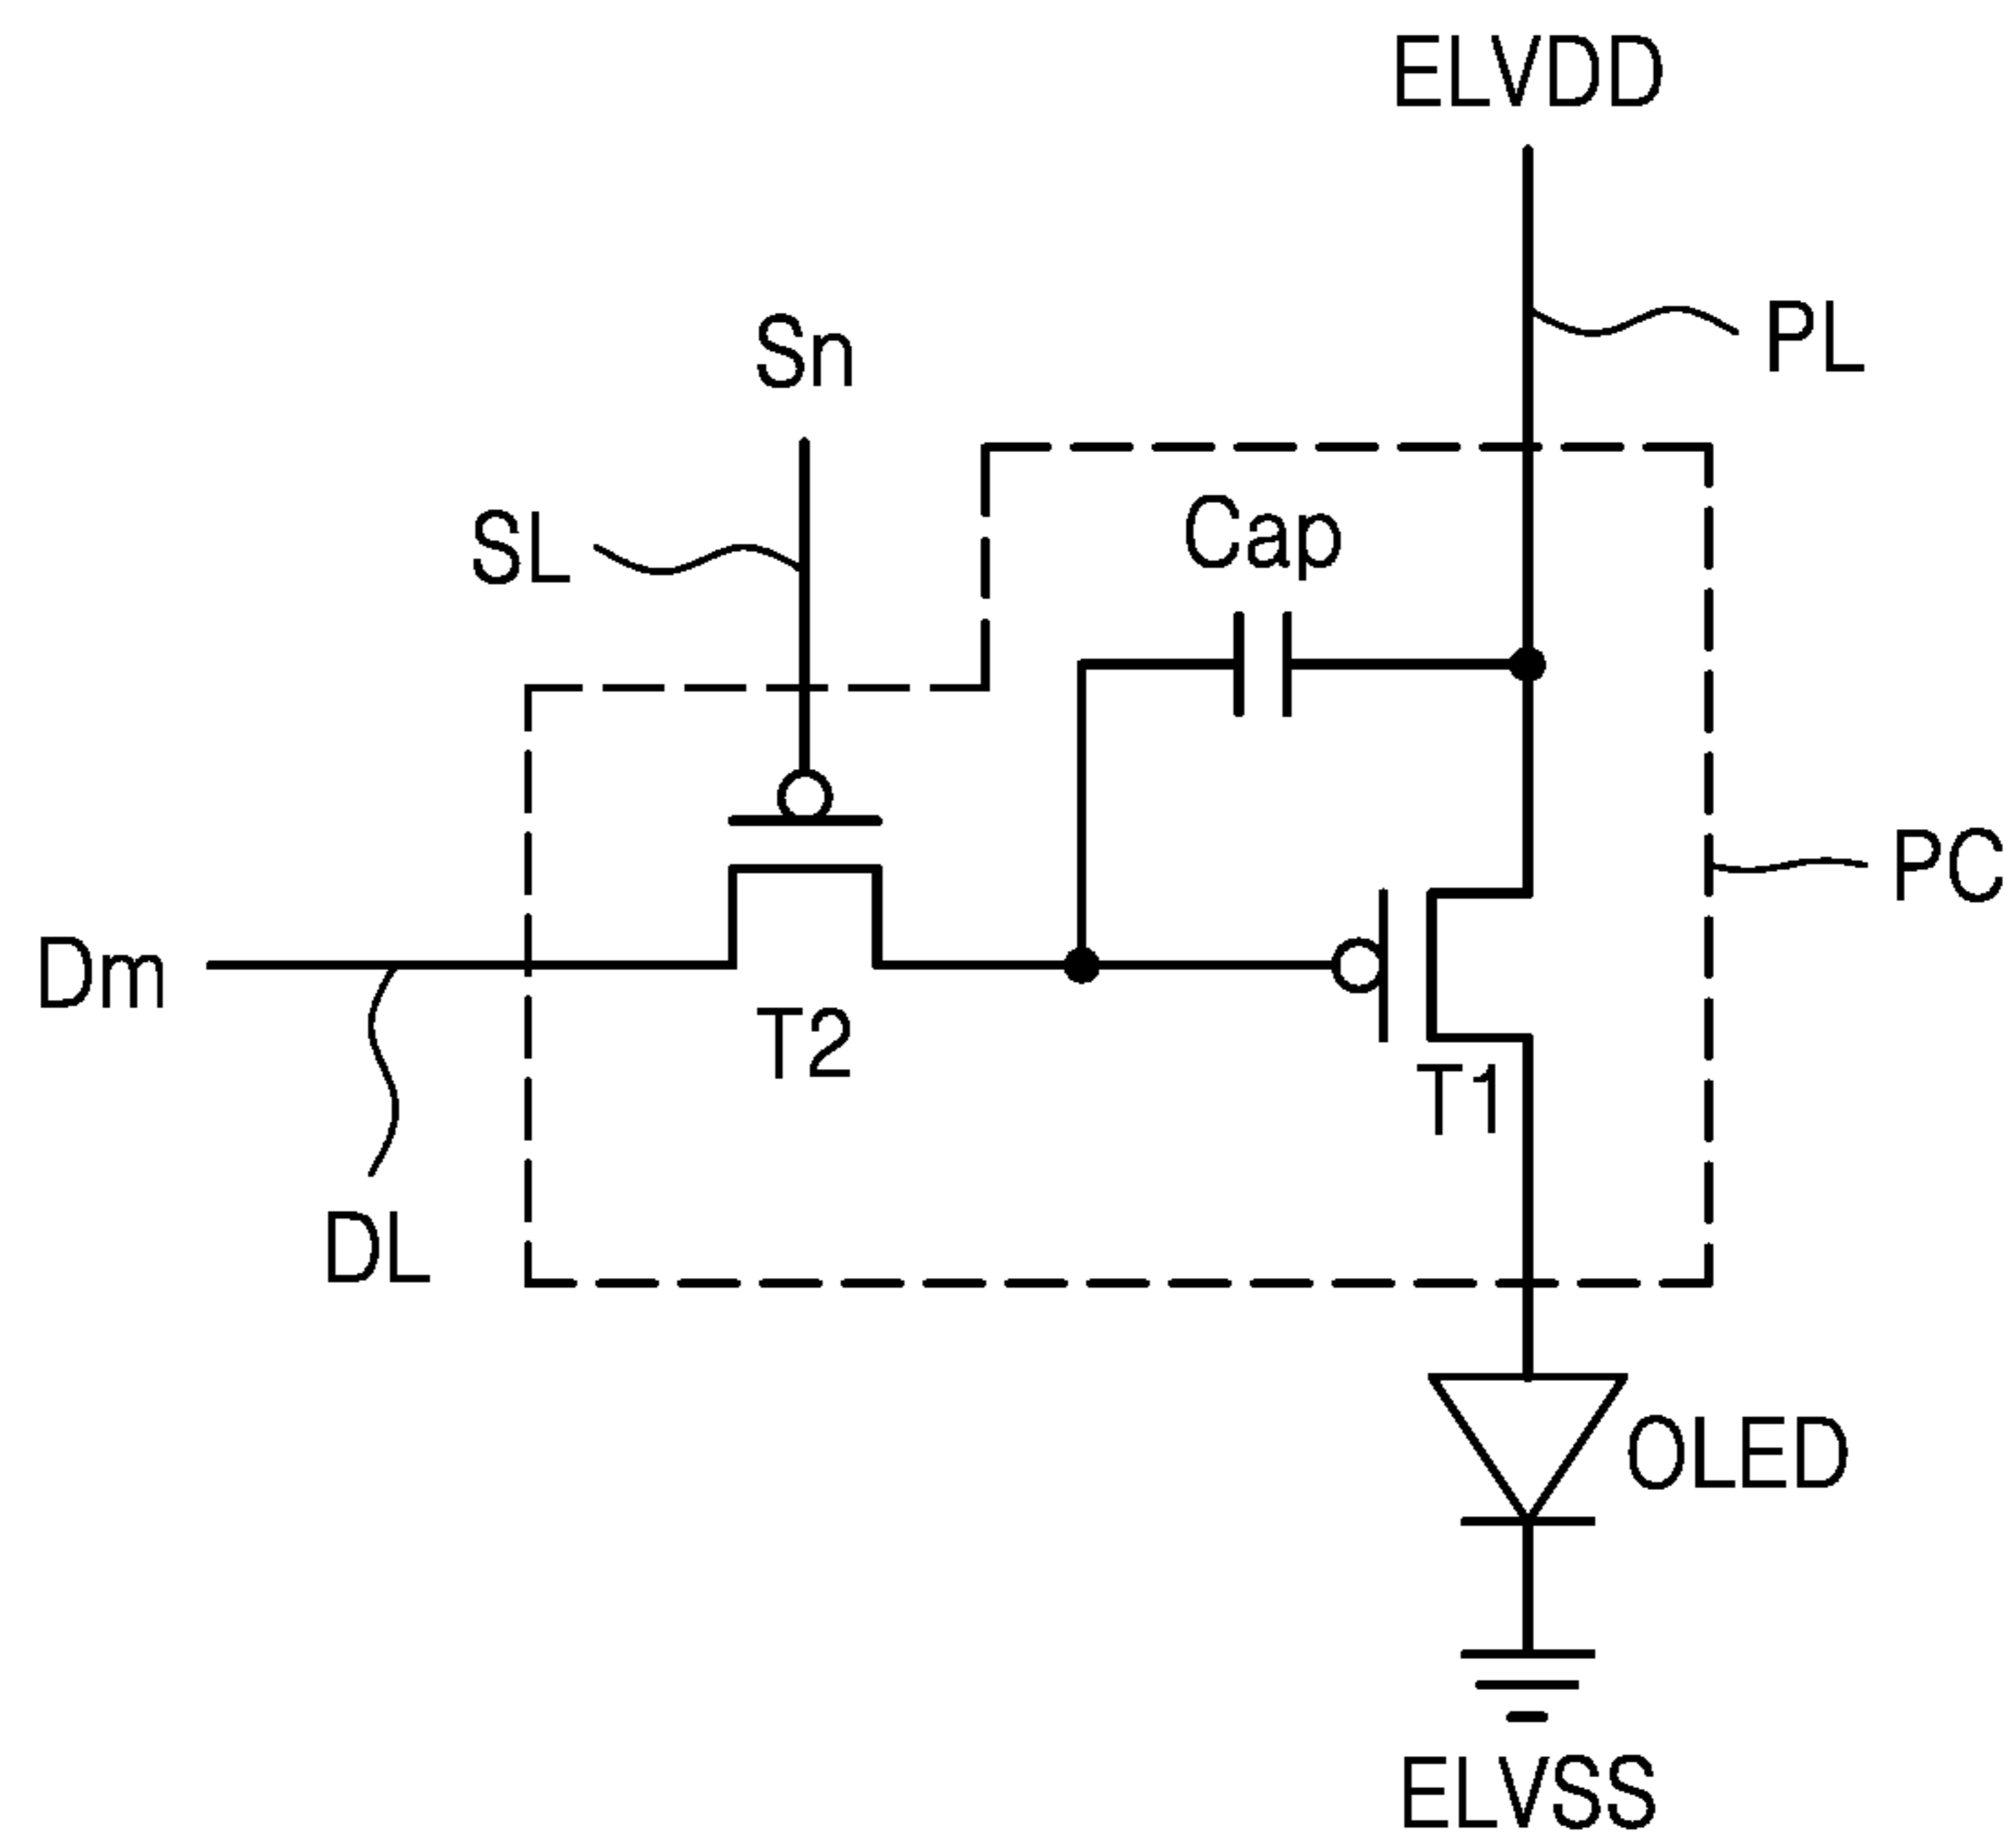 ELVDD
PL
Sn
SL
Cap
PC
Dm
T2
T1
DL
OLED
ELVSS